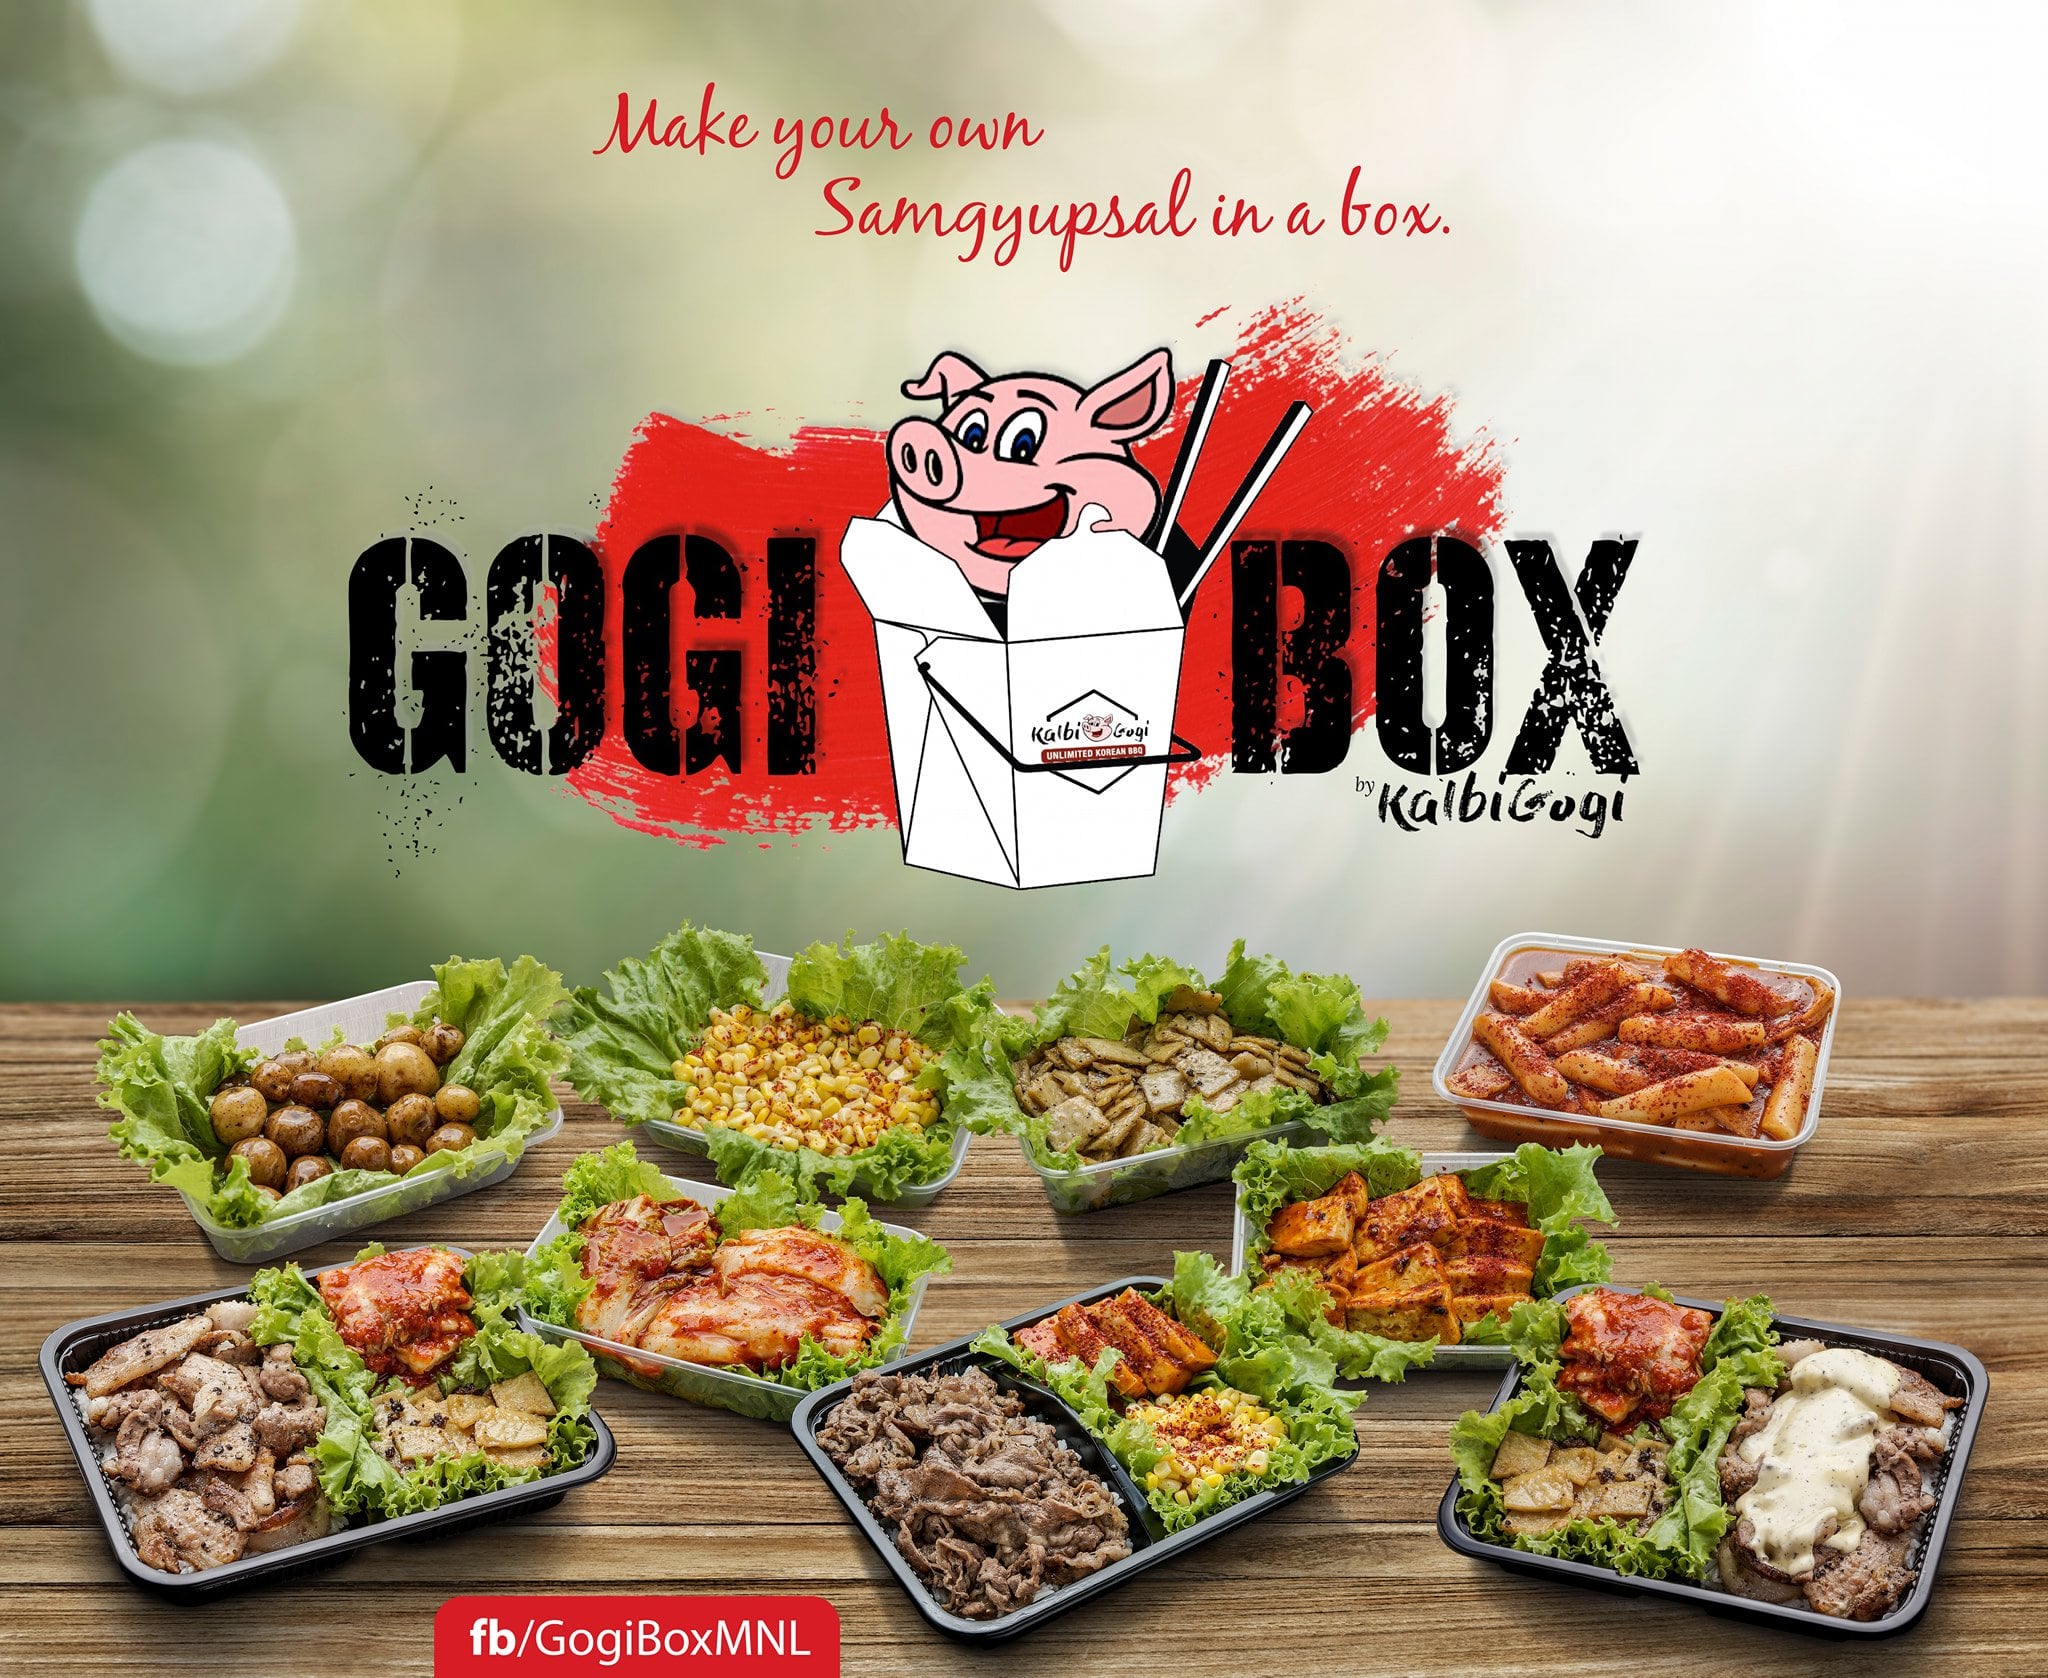 Make your own
Samgyupsal in a box.
GOGI BOX
Kalbi Gogi
UNLIMITED KOREAN BBQ
by KalbiGogi
fb/GogiBoxMNL